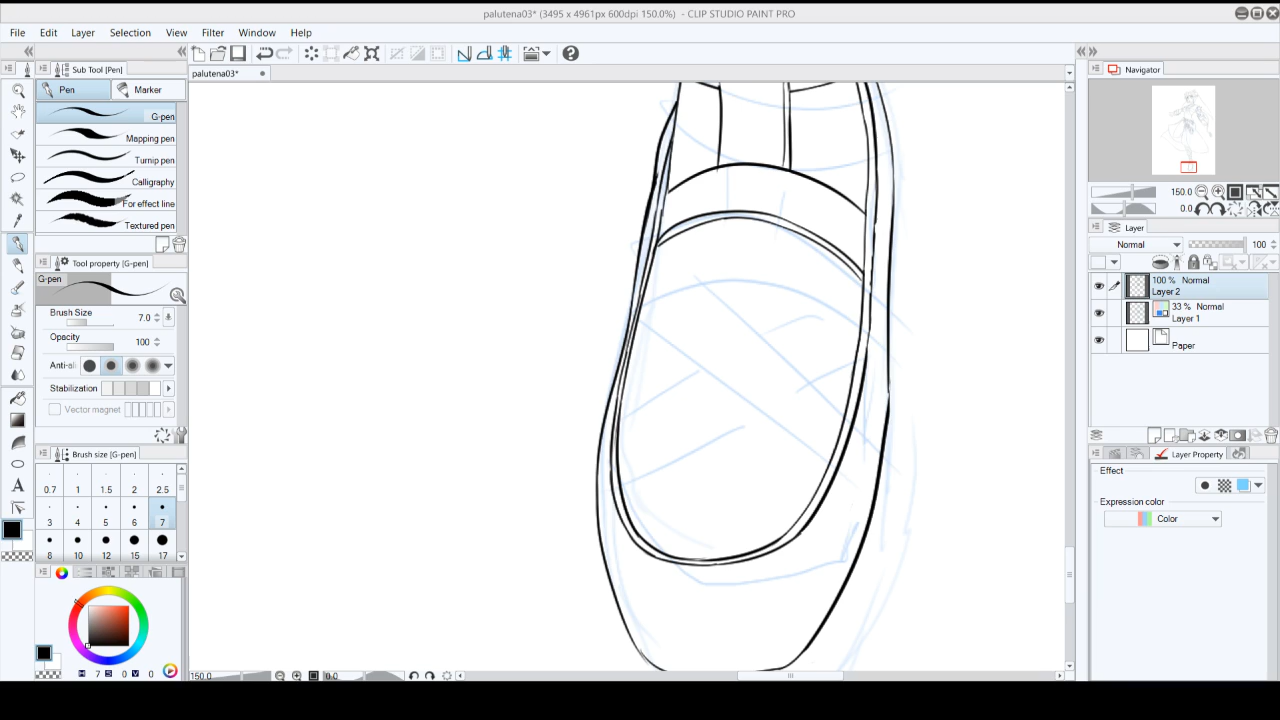 palutena03* (3495 x 4961px 600dpi 150.0%) - CLIP STUDIO PAINT PRO
File Edit Layer Selection View Filter Window Help
Sub Tool [Pen]
palutena03*
Navigator
Pen Marker
G-pen
Mapping pen
Turnip pen
Calligraphy
For effect line
Textured pen
150.0
0.0
Layer
Normal 100
Tool property [G-pen]
G-pen
100 % Normal
Layer 2
33 % Normal
Layer 1
Paper
Brush Size 7.0
Opacity 100
Anti-ali
Stabilization
Vector magnet
Brush size [G-pen]
0.7 1 1.5 2 2.5
3 4 5 6 7
8 10 12 15 17
Layer Property
Effect
Expression color
Color
A
H 7 S 0 V 0
150.0 0.0